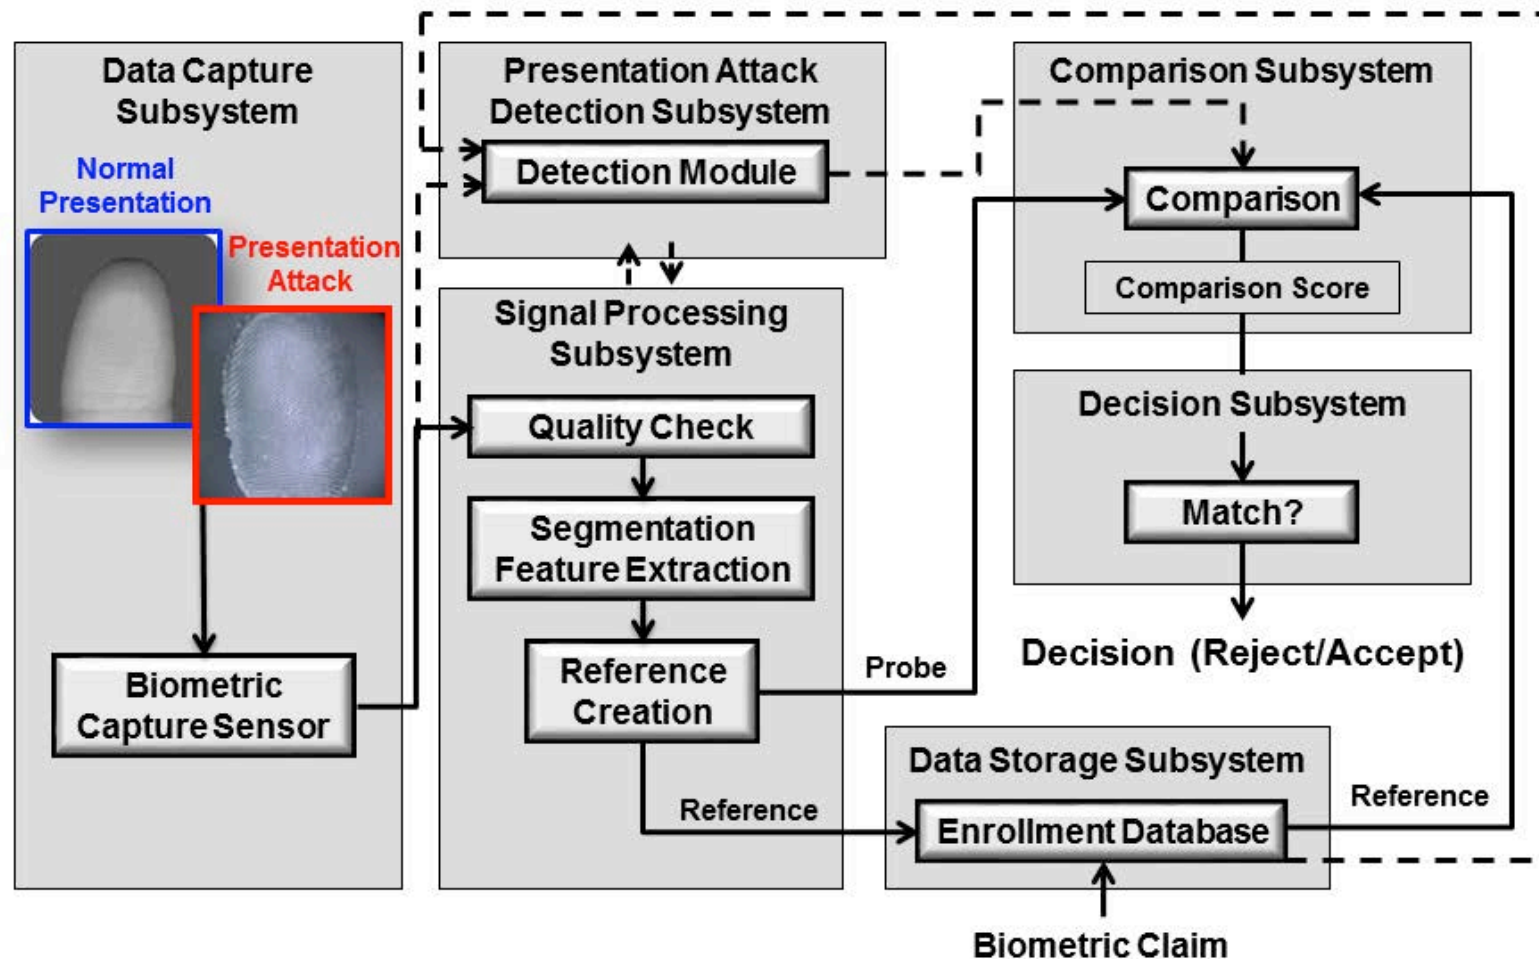 Data Capture
Subsystem
Normal
Presentation
Presentation
Attack
Biometric
Capture Sensor
Presentation Attack
Detection Subsystem
Detection Module
Signal Processing
Subsystem
Quality Check
Segmentation
Feature Extraction
Reference
Creation
Probe
Reference
Comparison Subsystem
Comparison
Comparison Score
Decision Subsystem
Match?
Decision (Reject/Accept)
Data Storage Subsystem
Enrollment Database
Reference
Biometric Claim